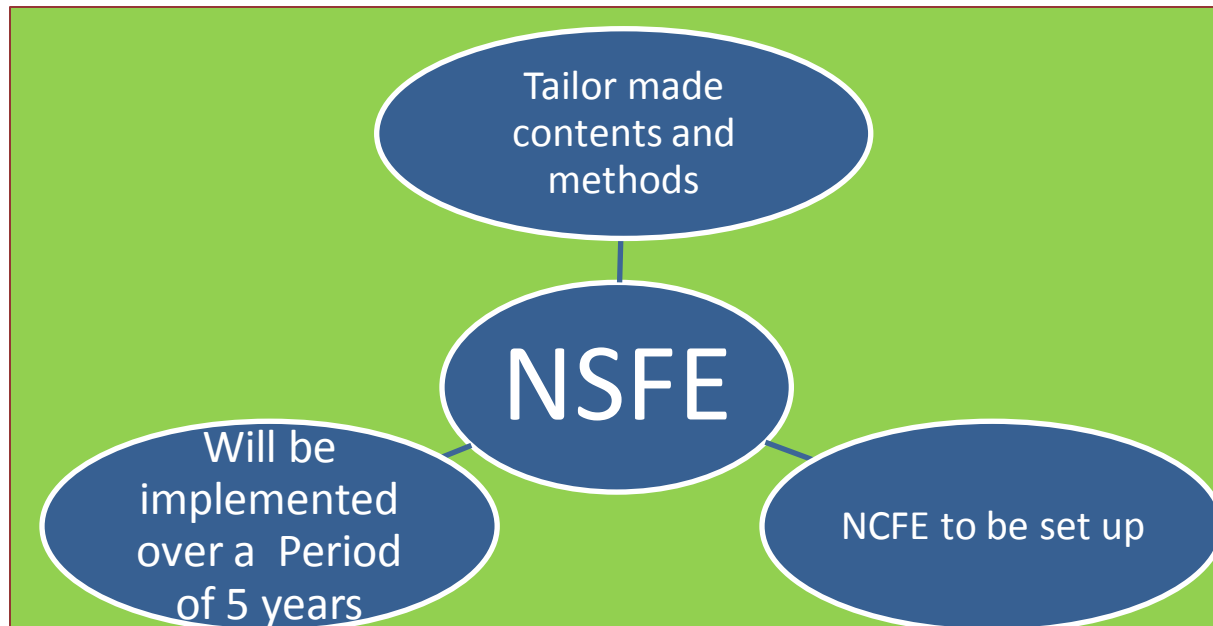 Tailor made
contents and
methods
NSFE
Will be
implemented
over a Period
of 5 years
NCFE to be set up